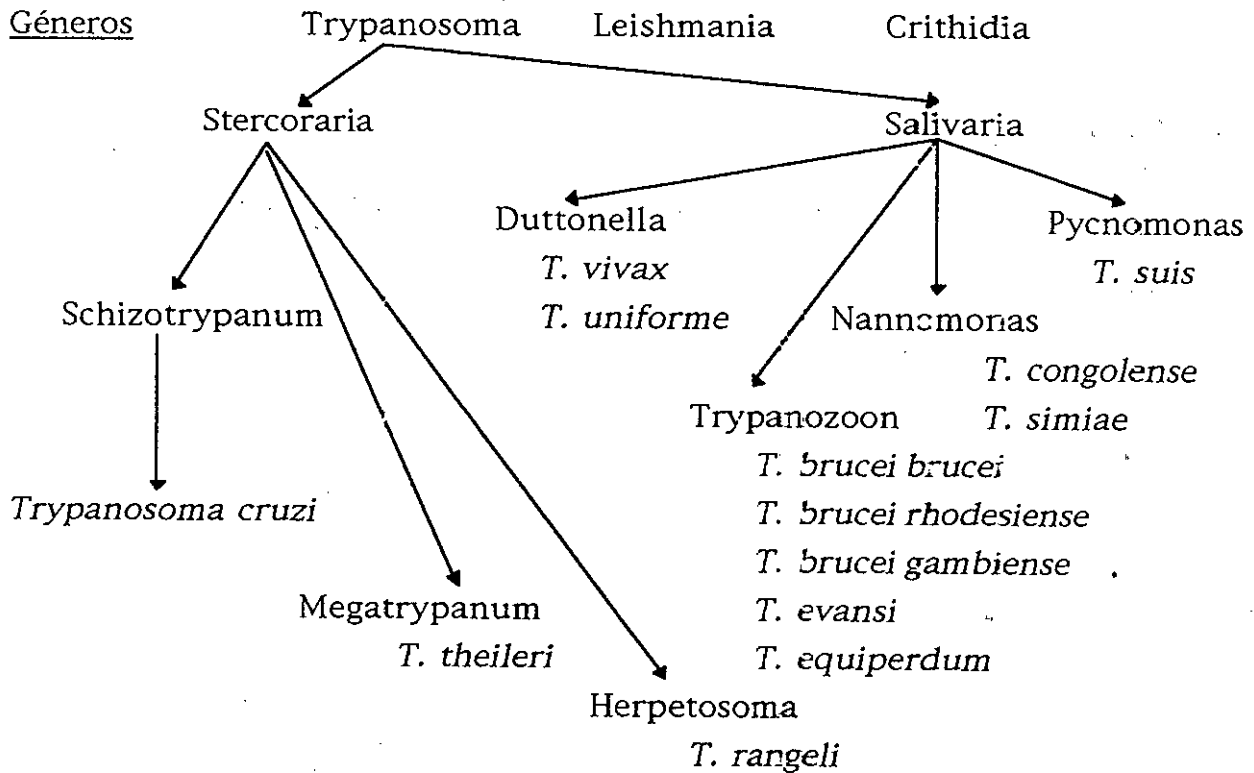 Géneros Trypanosoma Leishmania Crithidia
Stercoraria Salivaria
Duttonella Pycnomonas
T. vivax T. suis
Schizotrypanum T. uniforme Nannomonas
T. congolense
Trypanozoon T. simiae
T. brucei brucei
Trypanosoma cruzi T. brucei rhodesiense
T. brucei gambiense
Megatrypanum T. evansi
T. theileri T. equiperdum
Herpetosoma
T. rangeli